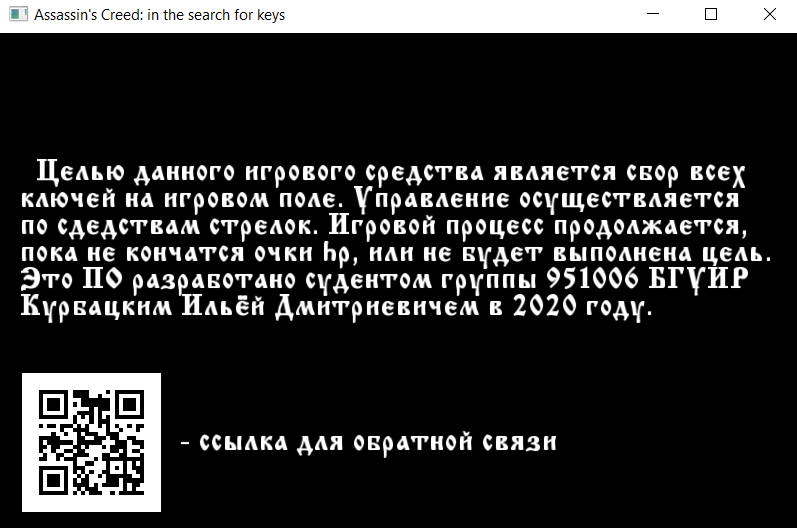 Assassin's Creed: in the search for keys
Целью данного игрового средства является сбор всех
ключей на игровом поле. Управление осуществляется
по сдедствам стрелок. Игровой процесс продолжается,
пока не кончатся очки hp, или не будет выполнена цель.
Это ПО разработано судентом группы 951006 БГУИР
Курбацким Ильёй Дмитриевичем в 2020 году.
- ссылка для обратной связи